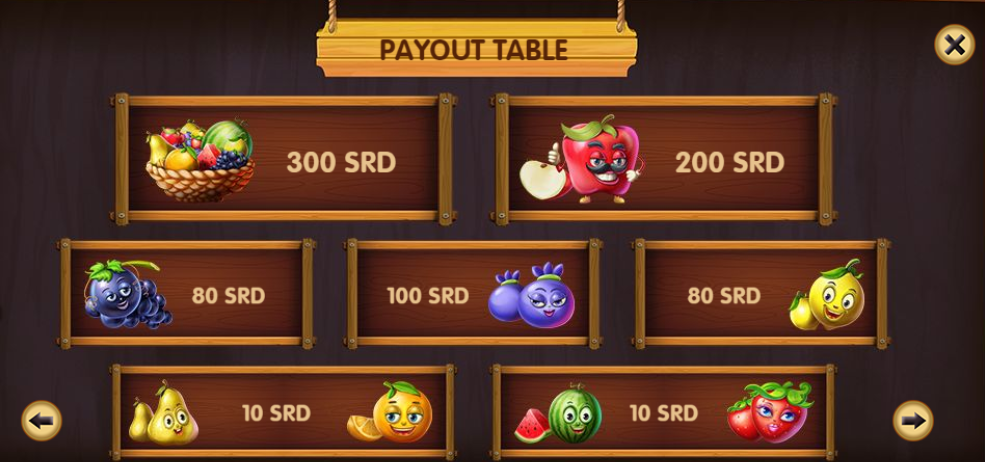 PAYOUT TABLE
300 SRD
200 SRD
80 SRD
100 SRD
80 SRD
10 SRD
10 SRD